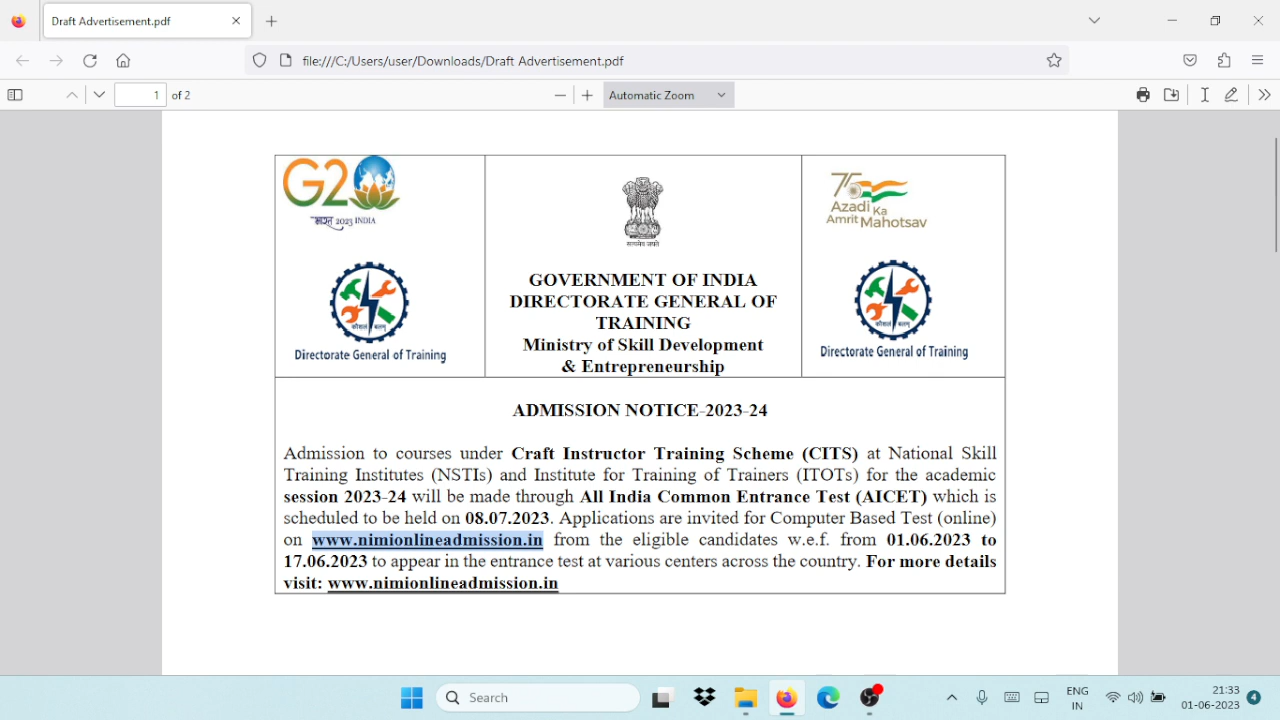 Draft Advertisement.pdf
file:///C:/Users/user/Downloads/Draft Advertisement.pdf
1 of 2
Automatic Zoom
G20
भारत 2023 INDIA
75
Azadi Ka
Amrit Mahotsav
सत्यमेव जयते
कौशलं बलम्
Directorate General of Training
GOVERNMENT OF INDIA
DIRECTORATE GENERAL OF
TRAINING
Ministry of Skill Development
& Entrepreneurship
कौशलं बलम्
Directorate General of Training
ADMISSION NOTICE-2023-24
Admission to courses under Craft Instructor Training Scheme (CITS) at National Skill
Training Institutes (NSTIs) and Institute for Training of Trainers (ITOTs) for the academic
session 2023-24 will be made through All India Common Entrance Test (AICET) which is
scheduled to be held on 08.07.2023. Applications are invited for Computer Based Test (online)
on www.nimionlineadmission.in from the eligible candidates w.e.f. from 01.06.2023 to
17.06.2023 to appear in the entrance test at various centers across the country. For more details
visit: www.nimionlineadmission.in
Search
ENG
IN
21:33
01-06-2023
4